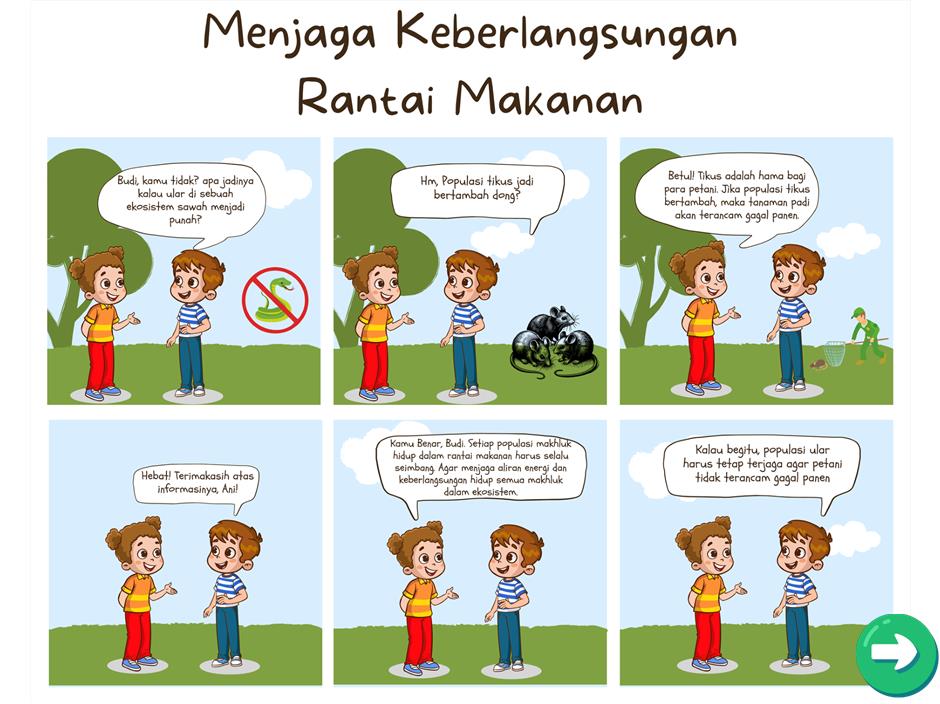 Menjaga Keberlangsungan
Rantai Makanan
Budi, kamu tidak? apa jadinya
kalau ular di sebuah
ekosistem sawah menjadi
punah?
Hm, Populasi tikus jadi
bertambah dong?
Betul! Tikus adalah hama bagi
para petani. Jika populasi tikus
bertambah, maka tanaman padi
akan terancam gagal panen.
Hebat! Terimakasih atas
informasinya, Ani!
Kamu Benar, Budi. Setiap populasi makhluk
hidup dalam rantai makanan harus selalu
seimbang. Agar menjaga aliran energi dan
keberlangsungan hidup semua makhluk
dalam ekosistem.
Kalau begitu, populasi ular
harus tetap terjaga agar petani
tidak terancam gagal panen